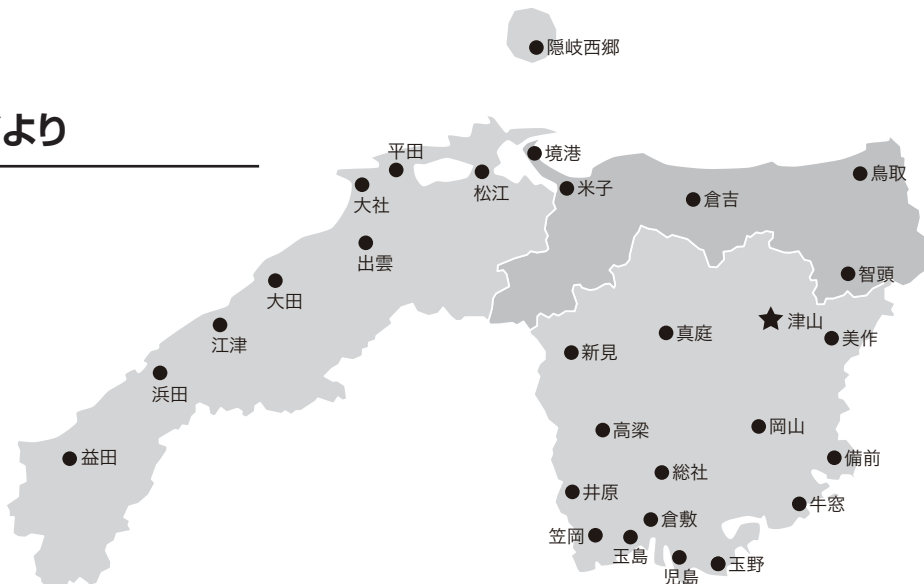 より
隠岐西郷
境港
平田
米子
鳥取
松江
大社
倉吉
出雲
智頭
大田
津山
江津
真庭
美作
新見
浜田
岡山
高梁
益田
備前
総社
井原
牛窓
倉敷
笠岡
玉島
児島
玉野